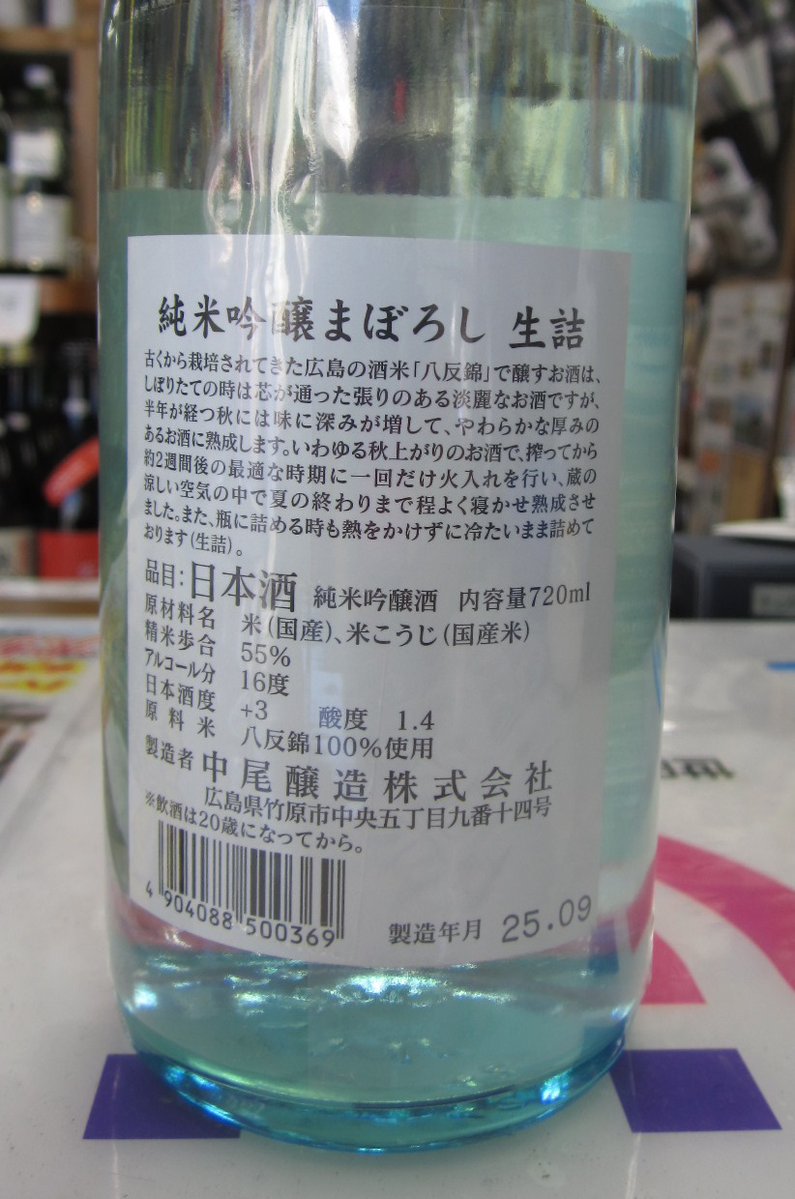 純米吟醸まぼろし 生詰
古くから栽培されてきた広島の酒米「八反錦」で醸すお酒は、
しぼりたての時は芯が通った張りのある淡麗なお酒ですが、
半年が経つ秋には味に深みが増して、やわらかな厚みの
あるお酒に熟成します。いわゆる秋上がりのお酒で、搾ってから
約2週間後の最適な時期に一回だけ火入れを行い、蔵の
涼しい空気の中で夏の終わりまで程よく寝かせ熟成させ
ました。また、瓶に詰める時も熱をかけずに冷たいまま詰めて
おります(生詰)。
品目:日本酒 純米吟醸酒 内容量720ml
原材料名 米(国産)、米こうじ(国産米)
精米歩合 55%
アルコール分 16度
日本酒度 +3 酸度 1.4
原料米 八反錦100%使用
製造者 中尾醸造株式会社
広島県竹原市中央五丁目九番十四号
※飲酒は20歳になってから。
4 904088 500369
製造年月 25.09